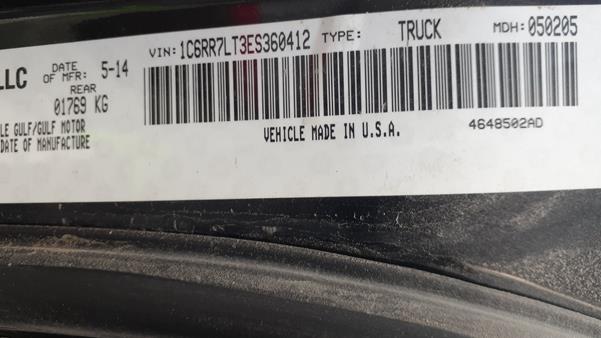 VIN: 1C6RR7LT3ES360412 TYPE: TRUCK MDH: 050205
LLC DATE OF MFR: 5-14
REAR
01769 KG
LE GULF/GULF MOTOR
DATE OF MANUFACTURE
VEHICLE MADE IN U.S.A. 4648502AD